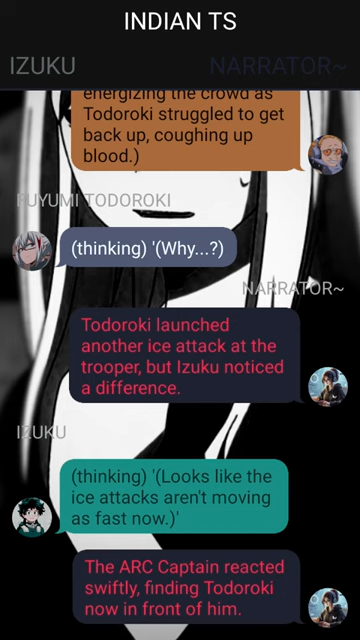 INDIAN TS
IZUKU
NARRATOR~
energizing the crowd as
Todoroki struggled to get
back up, coughing up
blood.)
FUYUMI TODOROKI
(thinking) '(Why...?)
NARRATOR~
Todoroki launched
another ice attack at the
trooper, but Izuku noticed
a difference.
IZUKU
(thinking) '(Looks like the
ice attacks aren't moving
as fast now.)'
The ARC Captain reacted
swiftly, finding Todoroki
now in front of him.